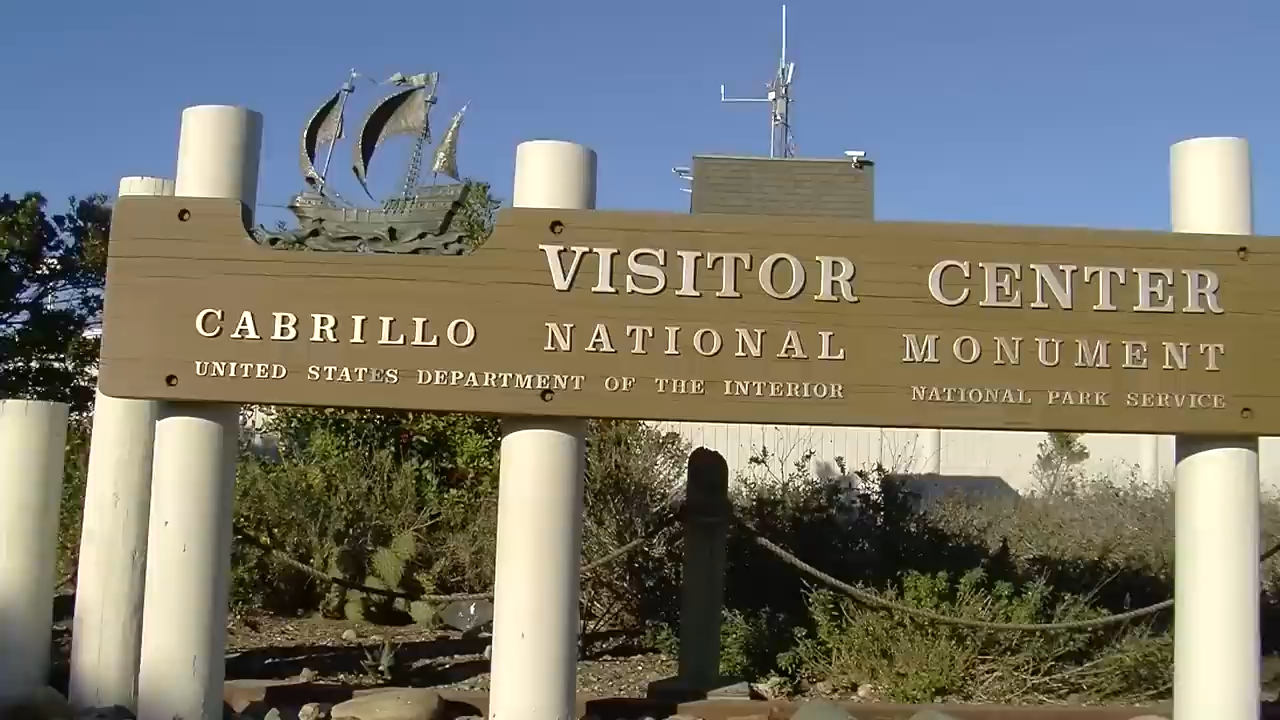 VISITOR CENTER
CABRILLO NATIONAL MONUMENT
UNITED STATES DEPARTMENT OF THE INTERIOR NATIONAL PARK SERVICE